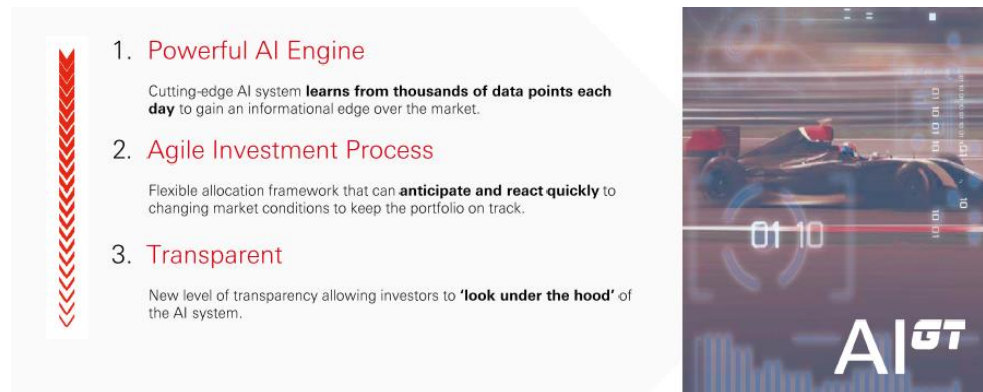 1. Powerful AI Engine
Cutting-edge AI system learns from thousands of data points each
day to gain an informational edge over the market.
2. Agile Investment Process
Flexible allocation framework that can anticipate and react quickly to
changing market conditions to keep the portfolio on track.
3. Transparent
New level of transparency allowing investors to ‘look under the hood’ of
the AI system.
01 10
AI GT